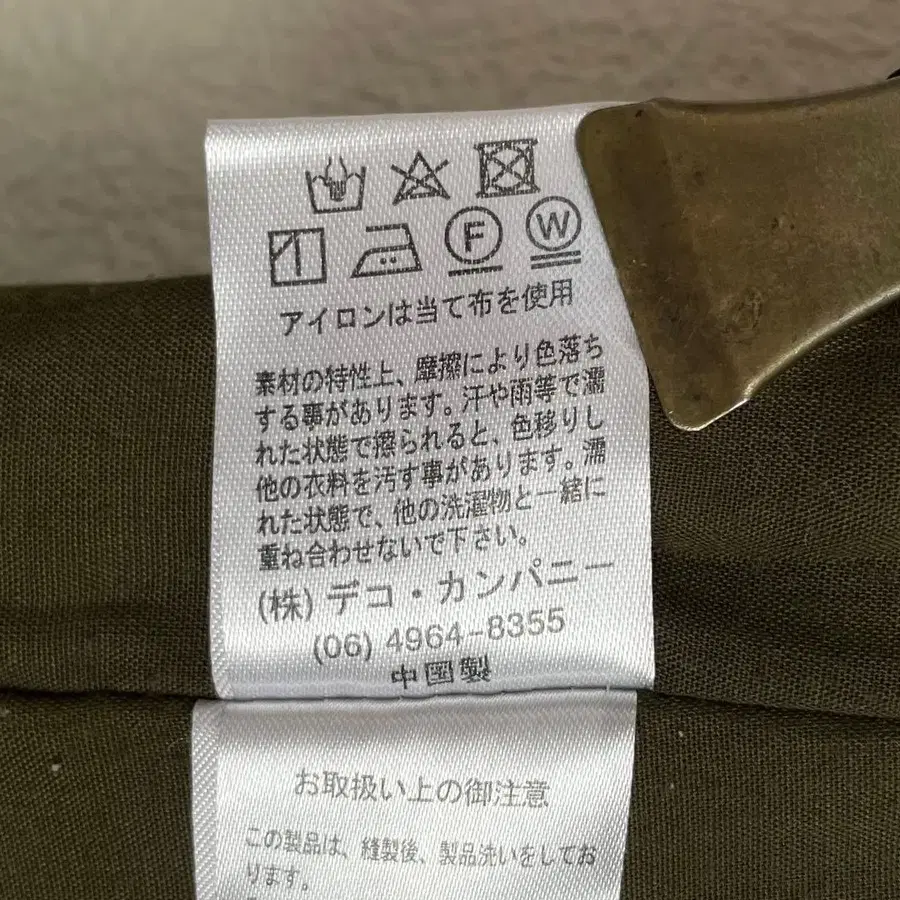 F W
アイロンは当て布を使用
素材の特性上、摩擦により色落ち
する事があります。汗や雨等で濡
れた状態で擦られると、色移りし
他の衣料を汚す事があります。濡
れた状態で、他の洗濯物と一緒に
重ね合わせないで下さい。
(株) デコ・カンパニー
(06) 4964-8355
中国製
お取扱い上の御注意
この製品は、縫製後、製品洗いをしてお
ります。